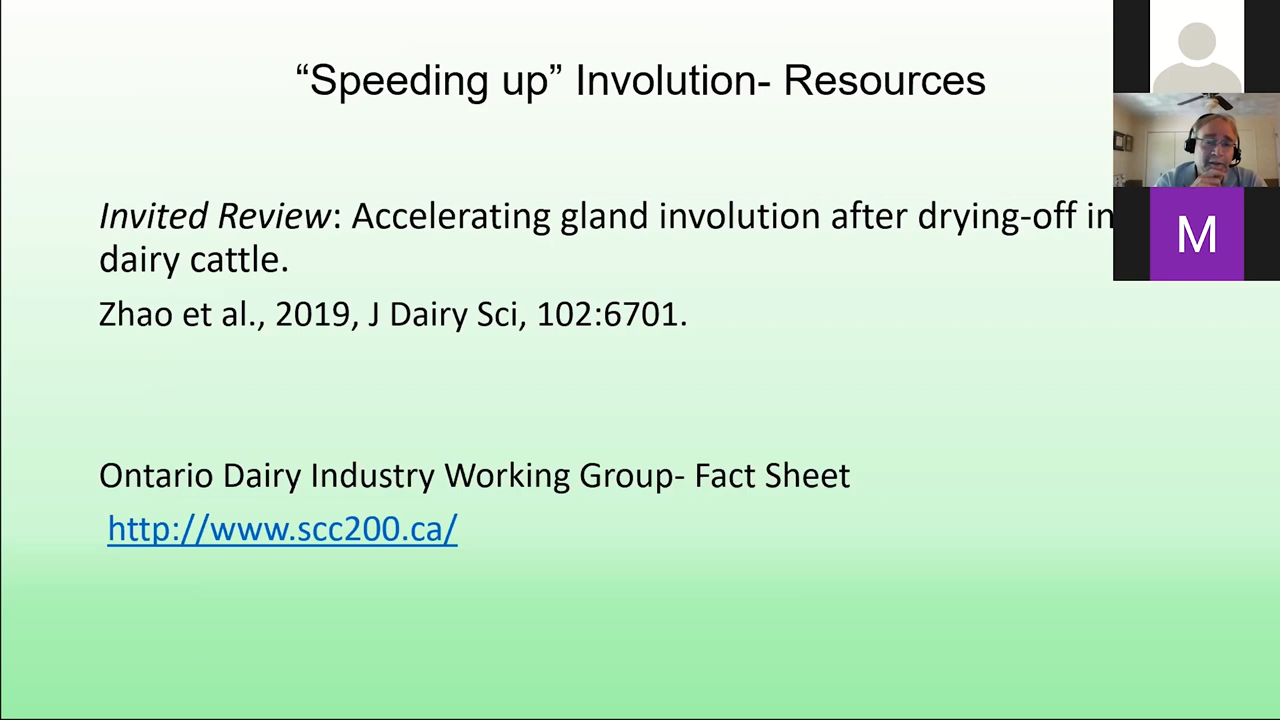 “Speeding up” Involution- Resources
Invited Review: Accelerating gland involution after drying-off in
dairy cattle.
Zhao et al., 2019, J Dairy Sci, 102:6701.
Ontario Dairy Industry Working Group- Fact Sheet
http://www.scc200.ca/
M